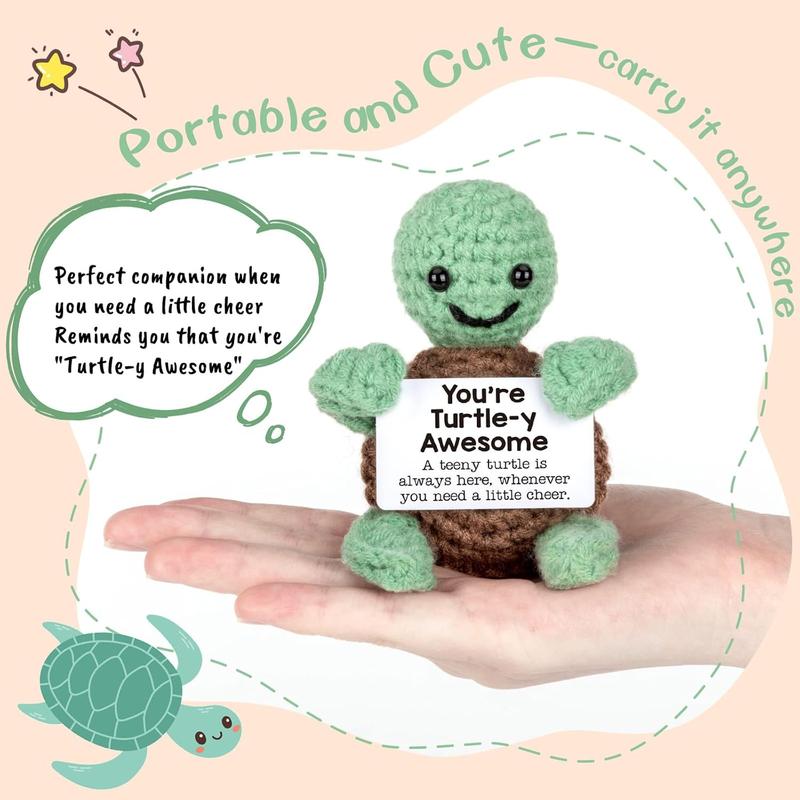 Portable and Cute—carry it anywhere
Perfect companion when
you need a little cheer
Reminds you that you're
"Turtle-y Awesome"
You're
Turtle-y
Awesome
A teeny turtle is
always here, whenever
you need a little cheer.